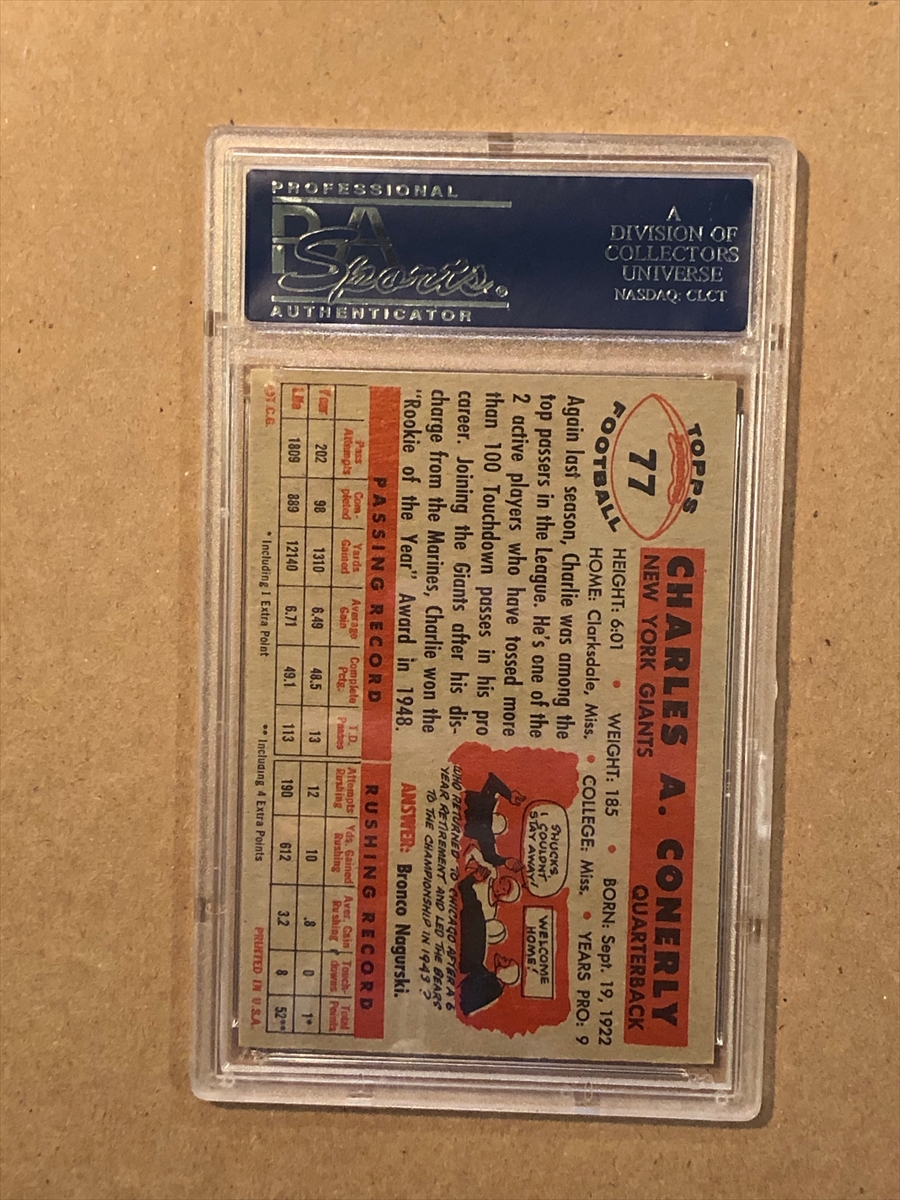 PROFESSIONAL
PSA
Sports®
AUTHENTICATOR
A
DIVISION OF
COLLECTORS
UNIVERSE
NASDAQ: CLCT
TOPPS
77
FOOTBALL
CHARLES A. CONERLY
NEW YORK GIANTS QUARTERBACK
HEIGHT: 6:01 • WEIGHT: 185 • BORN: Sept. 19, 1922
HOME: Clarksdale, Miss. • COLLEGE: Miss. • YEARS PRO: 9
Again last season, Charlie was among the
top passers in the League. He's one of the
2 active players who have tossed more
than 100 Touchdown passes in his pro
career. Joining the Giants after his dis-
charge from the Marines, Charlie won the
"Rookie of the Year" Award in 1948.
SHUCKS,
I COULDN'T
STAY AWAY!
WELCOME
HOME!
WHO RETURNED TO CHICAGO AFTER A 6
YEAR RETIREMENT AND LED THE BEARS
TO THE CHAMPIONSHIP IN 1943?
ANSWER: Bronco Nagurski.
PASSING RECORD RUSHING RECORD
Pass Attempts Com-pleted Yards Gained Average Gain Complete Pctg. T.D. Passes Attempts Rushing Yds. Gained Rushing Aver. Gain Rushing Touch-downs Total Points
Year 202 98 1310 6.49 48.5 13 12 10 .8 0 1*
Life 1809 889 12140 6.71 49.1 113 190 612 3.2 8 52**
T.C.G. * Including 1 Extra Point ** Including 4 Extra Points PRINTED IN U.S.A.